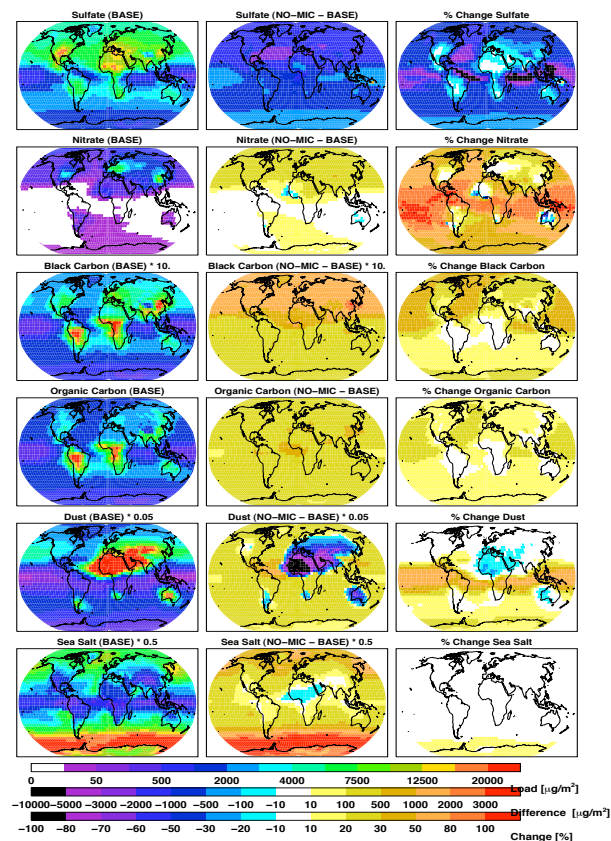 Sulfate (BASE) Sulfate (NO–MIC – BASE) % Change Sulfate
Nitrate (BASE) Nitrate (NO–MIC – BASE) % Change Nitrate
Black Carbon (BASE) * 10. Black Carbon (NO–MIC – BASE) * 10. % Change Black Carbon
Organic Carbon (BASE) Organic Carbon (NO–MIC – BASE) % Change Organic Carbon
Dust (BASE) * 0.05 Dust (NO–MIC – BASE) * 0.05 % Change Dust
Sea Salt (BASE) * 0.5 Sea Salt (NO–MIC – BASE) * 0.5 % Change Sea Salt
0 50 500 2000 4000 7500 12500 20000 Load [µg/m²]
−10000 −5000 −3000 −2000 −1000 −500 −100 −10 10 100 500 1000 2000 3000 Difference [µg/m²]
−100 −80 −70 −60 −50 −30 −20 −10 10 20 30 50 80 100 Change [%]